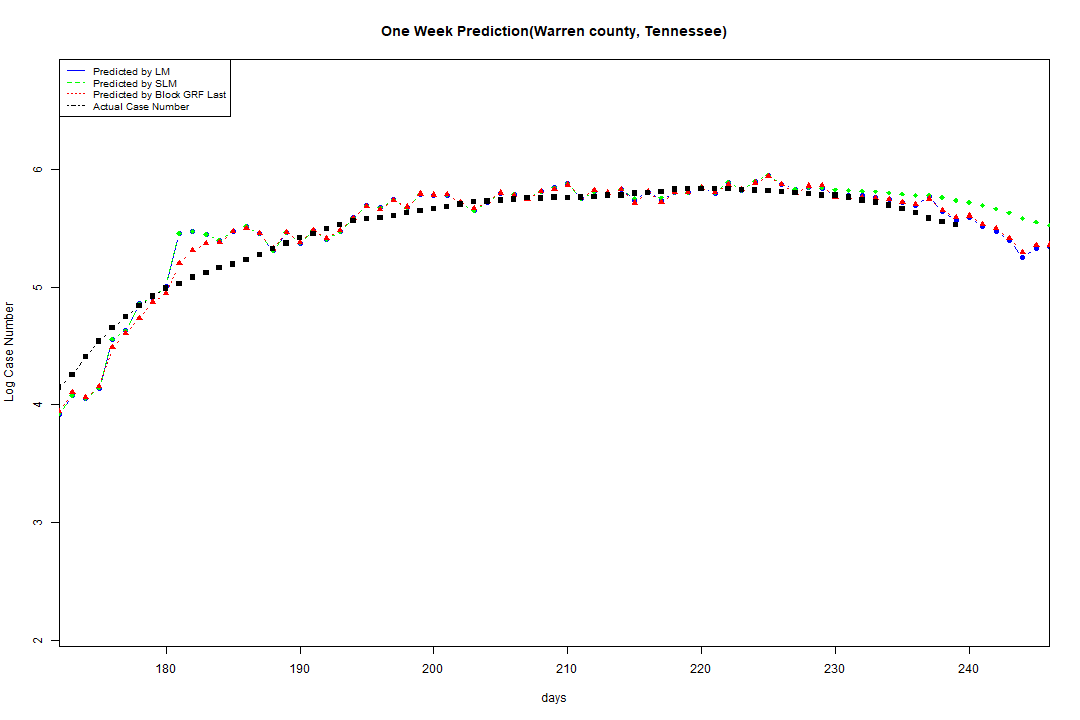 One Week Prediction(Warren county, Tennessee)
Predicted by LM
Predicted by SLM
Predicted by Block GRF Last
Actual Case Number
Log Case Number
6
5
4
3
2
180 190 200 210 220 230 240
days